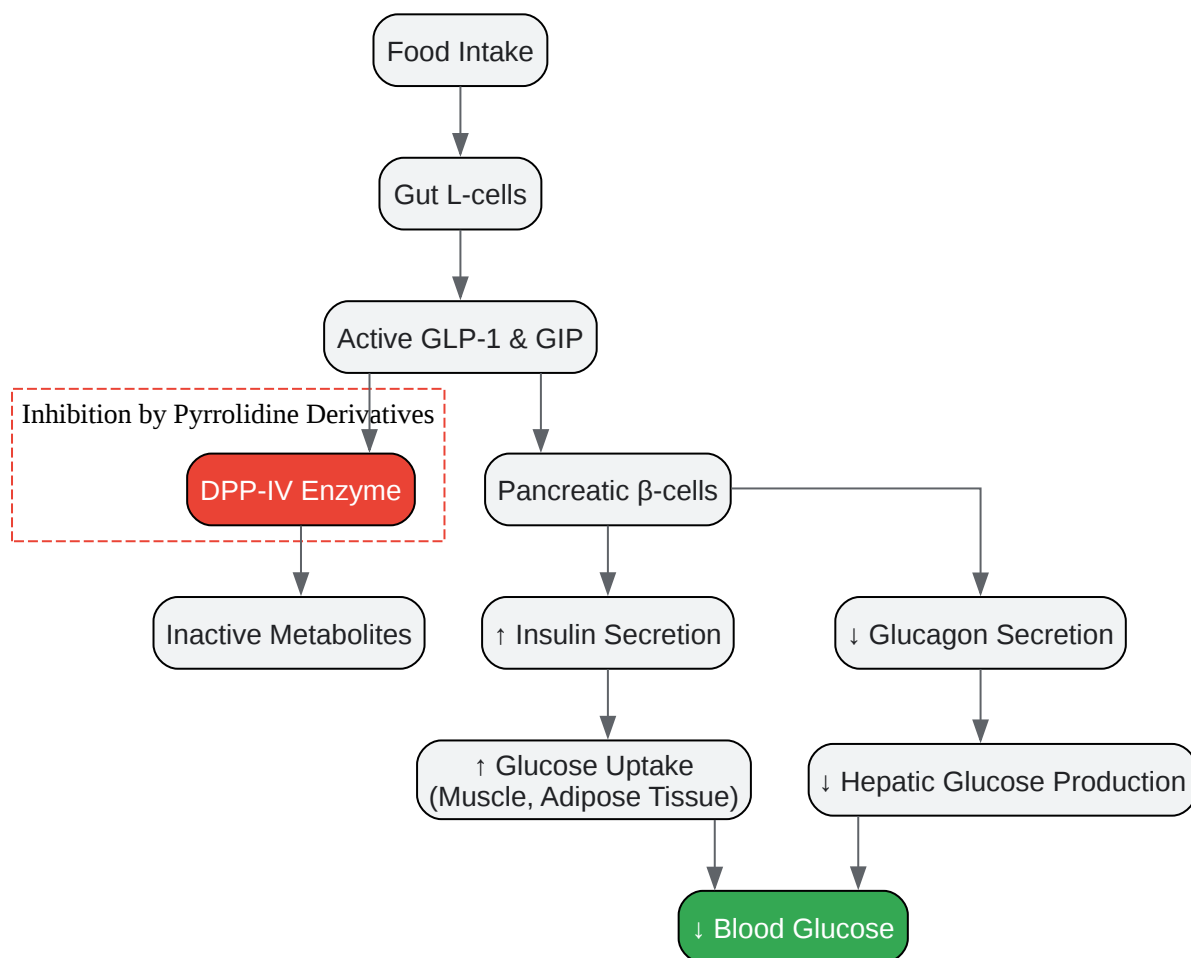 Food Intake
Gut L-cells
Active GLP-1 & GIP
Inhibition by Pyrrolidine Derivatives
DPP-IV Enzyme
Pancreatic β-cells
Inactive Metabolites
↑ Insulin Secretion
↓ Glucagon Secretion
↑ Glucose Uptake
(Muscle, Adipose Tissue)
↓ Hepatic Glucose Production
↓ Blood Glucose